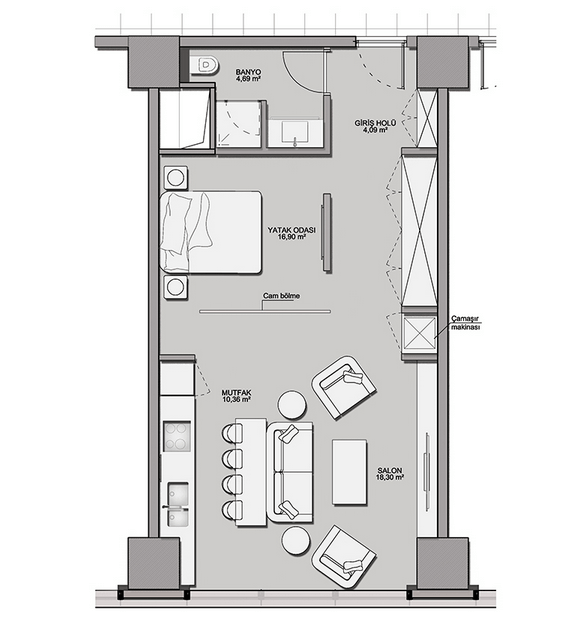 BANYO
4,69 m²
GİRİŞ HOLÜ
4,09 m²
YATAK ODASI
16,90 m²
Cam bölme
Çamaşır
makinası
MUTFAK
10,36 m²
SALON
18,30 m²